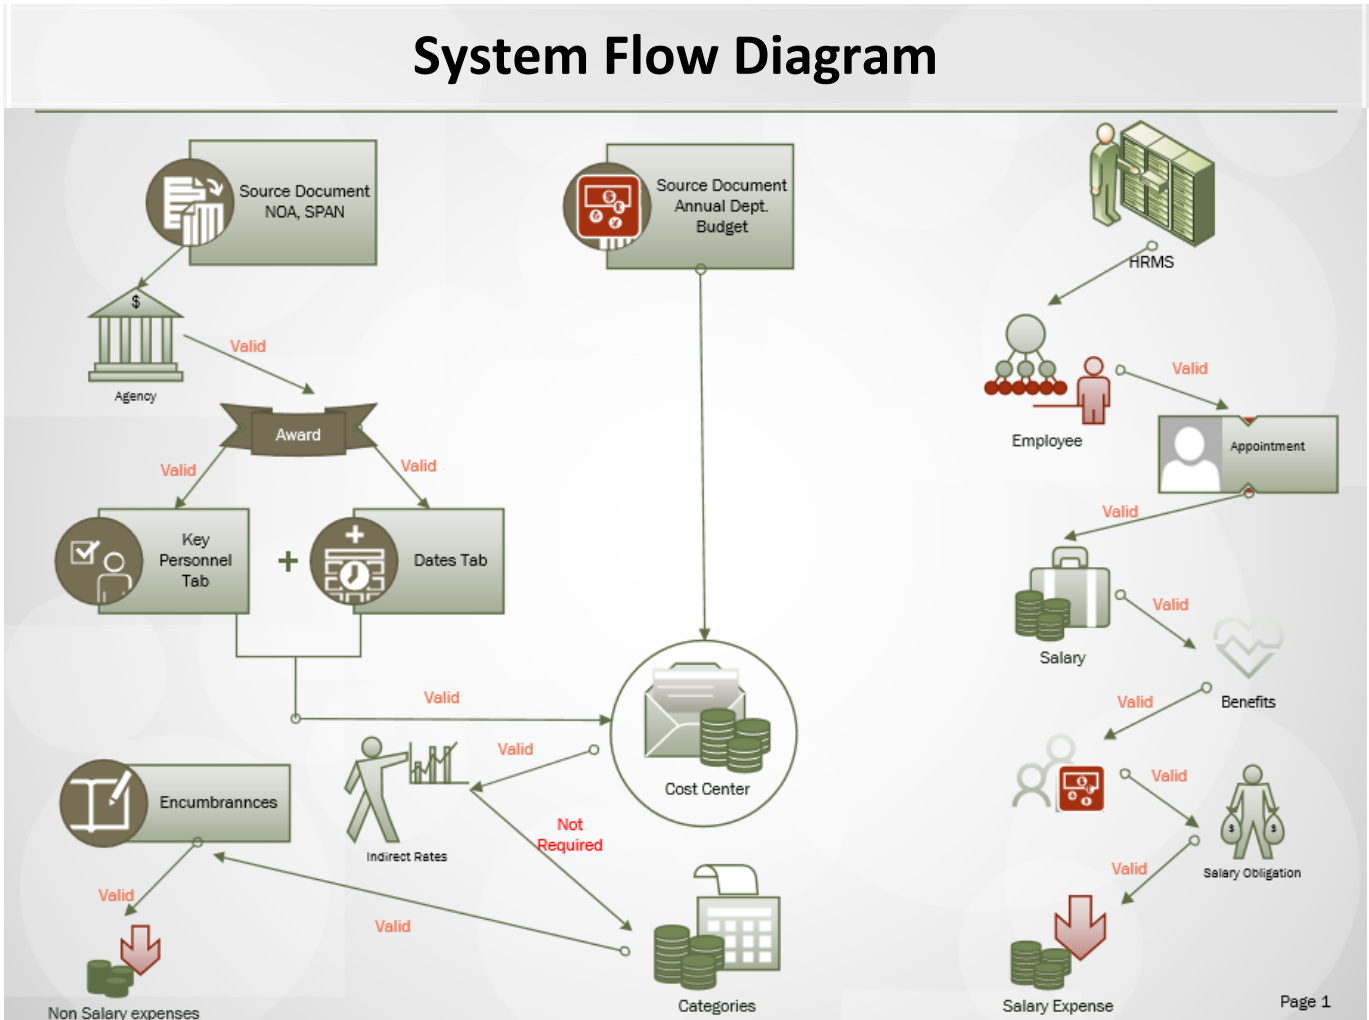 System Flow Diagram
Source Document
NOA, SPAN
Source Document
Annual Dept.
Budget
HRMS
$
Agency
Valid
Award
Valid
Valid
Key
Personnel
Tab
+
Dates Tab
Employee
Valid
Appointment
Valid
Salary
Valid
Benefits
Valid
Valid
$ $
Salary Obligation
Valid
Salary Expense
Valid
Cost Center
Valid
Indirect Rates
Not
Required
Encumbrannces
Valid
Valid
Non Salary expenses
Categories
Page 1